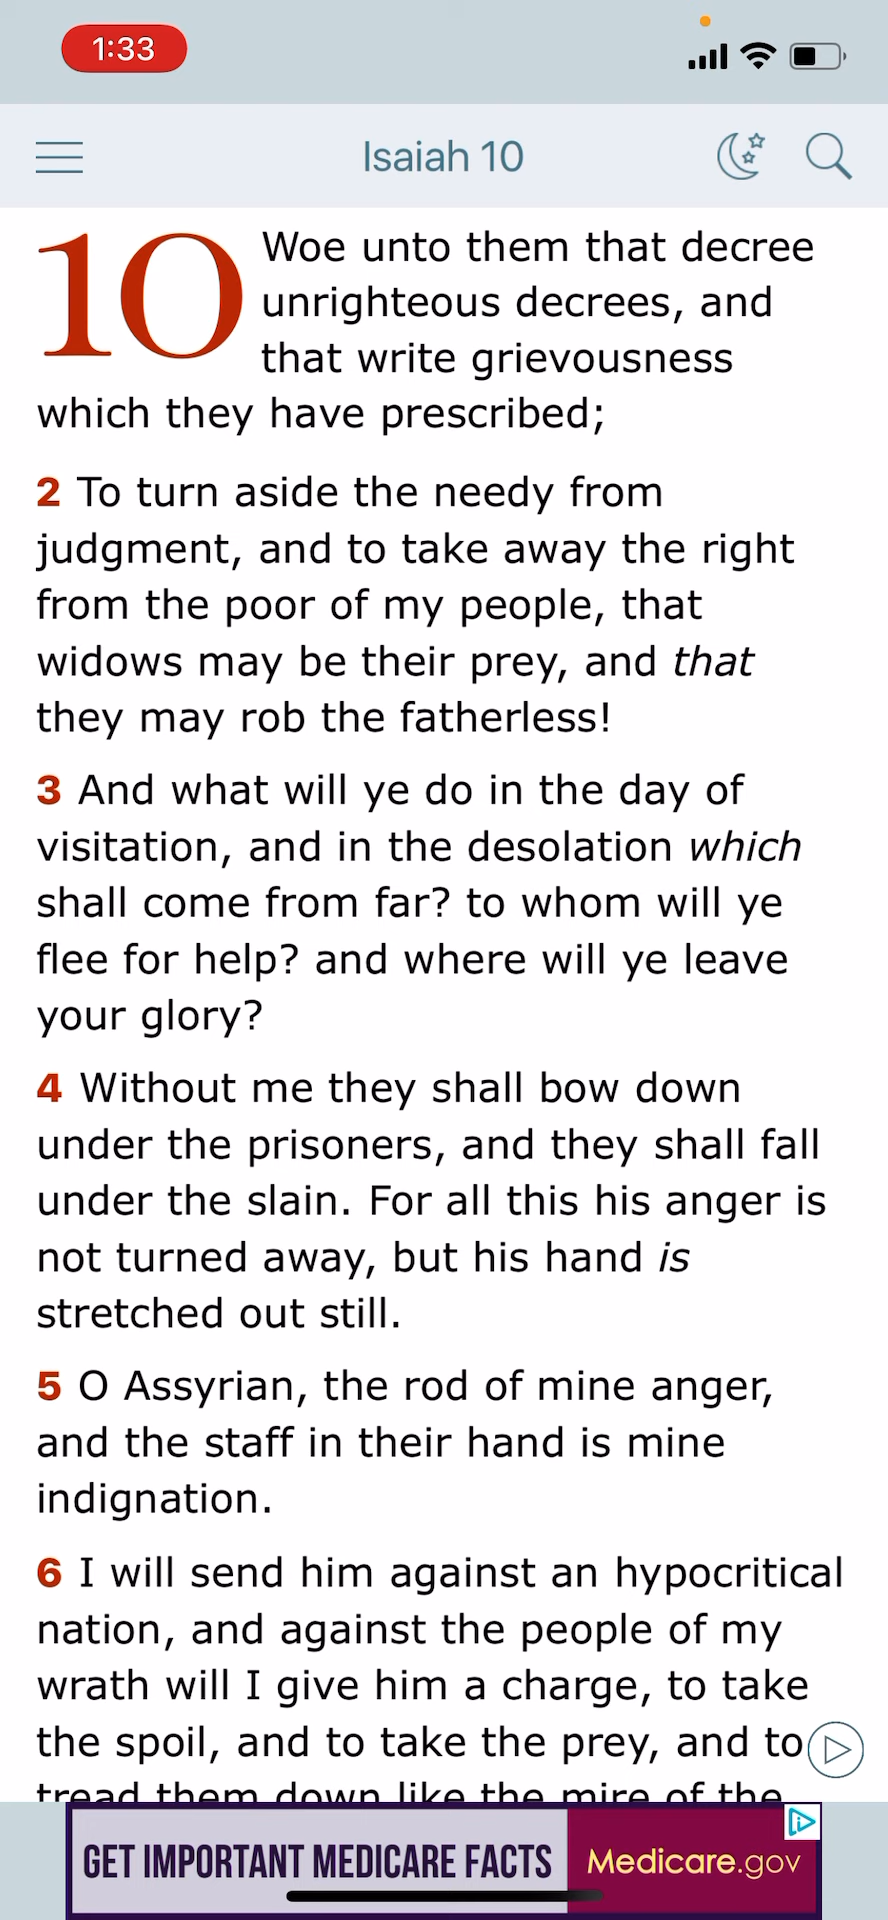 1:33
Isaiah 10
10 Woe unto them that decree
unrighteous decrees, and
that write grievousness
which they have prescribed;
2 To turn aside the needy from
judgment, and to take away the right
from the poor of my people, that
widows may be their prey, and that
they may rob the fatherless!
3 And what will ye do in the day of
visitation, and in the desolation which
shall come from far? to whom will ye
flee for help? and where will ye leave
your glory?
4 Without me they shall bow down
under the prisoners, and they shall fall
under the slain. For all this his anger is
not turned away, but his hand is
stretched out still.
5 O Assyrian, the rod of mine anger,
and the staff in their hand is mine
indignation.
6 I will send him against an hypocritical
nation, and against the people of my
wrath will I give him a charge, to take
the spoil, and to take the prey, and to
tread them down like the mire of the
GET IMPORTANT MEDICARE FACTS
Medicare.gov